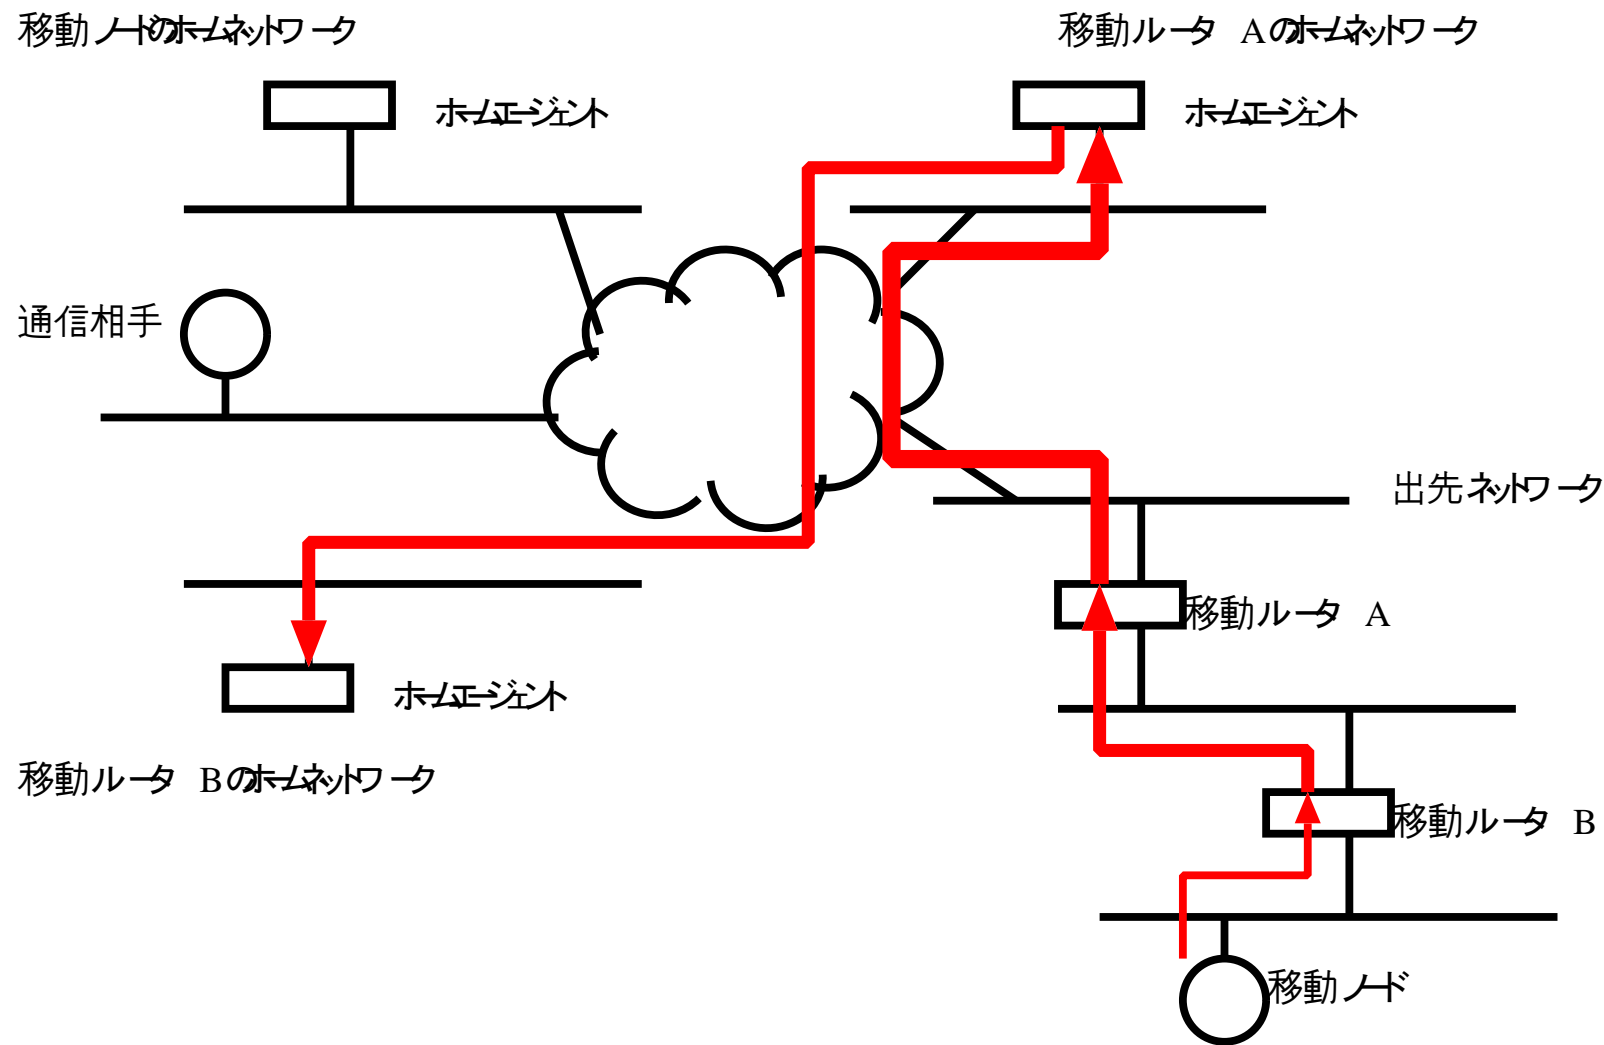 移動ノードのホームネットワーク
移動ルータ Aのホームネットワーク
ホームエージェント
ホームエージェント
通信相手
出先ネットワーク
移動ルータ A
ホームエージェント
移動ルータ Bのホームネットワーク
移動ルータ B
移動ノード